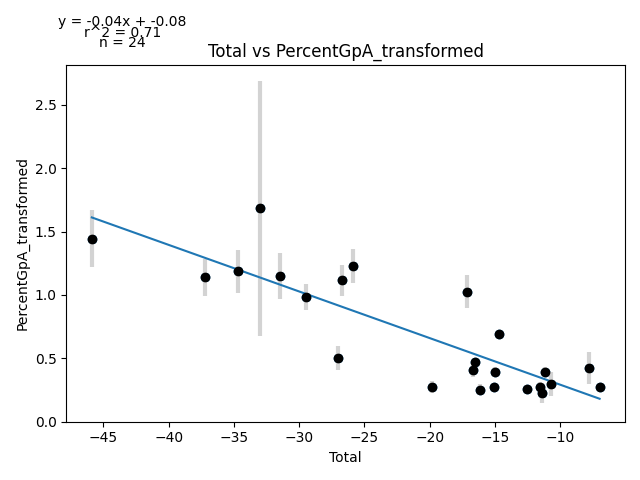 y = -0.04x + -0.08
r^2 = 0.71
n = 24
Total vs PercentGpA_transformed
PercentGpA_transformed
2.5
2.0
1.5
1.0
0.5
0.0
−45 −40 −35 −30 −25 −20 −15 −10
Total